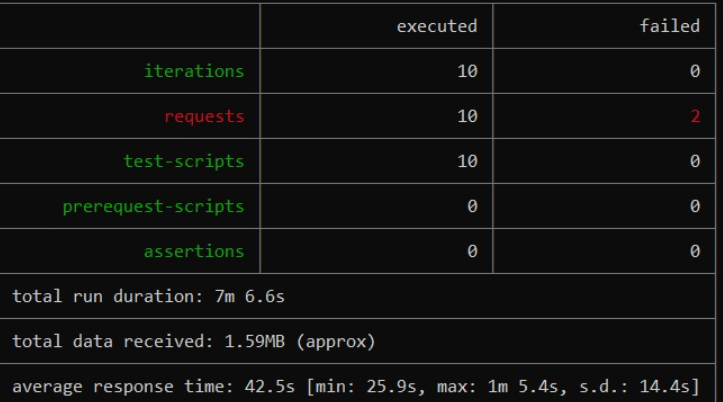 executed failed
iterations 10 0
requests 10 2
test-scripts 10 0
prerequest-scripts 0 0
assertions 0 0
total run duration: 7m 6.6s
total data received: 1.59MB (approx)
average response time: 42.5s [min: 25.9s, max: 1m 5.4s, s.d.: 14.4s]